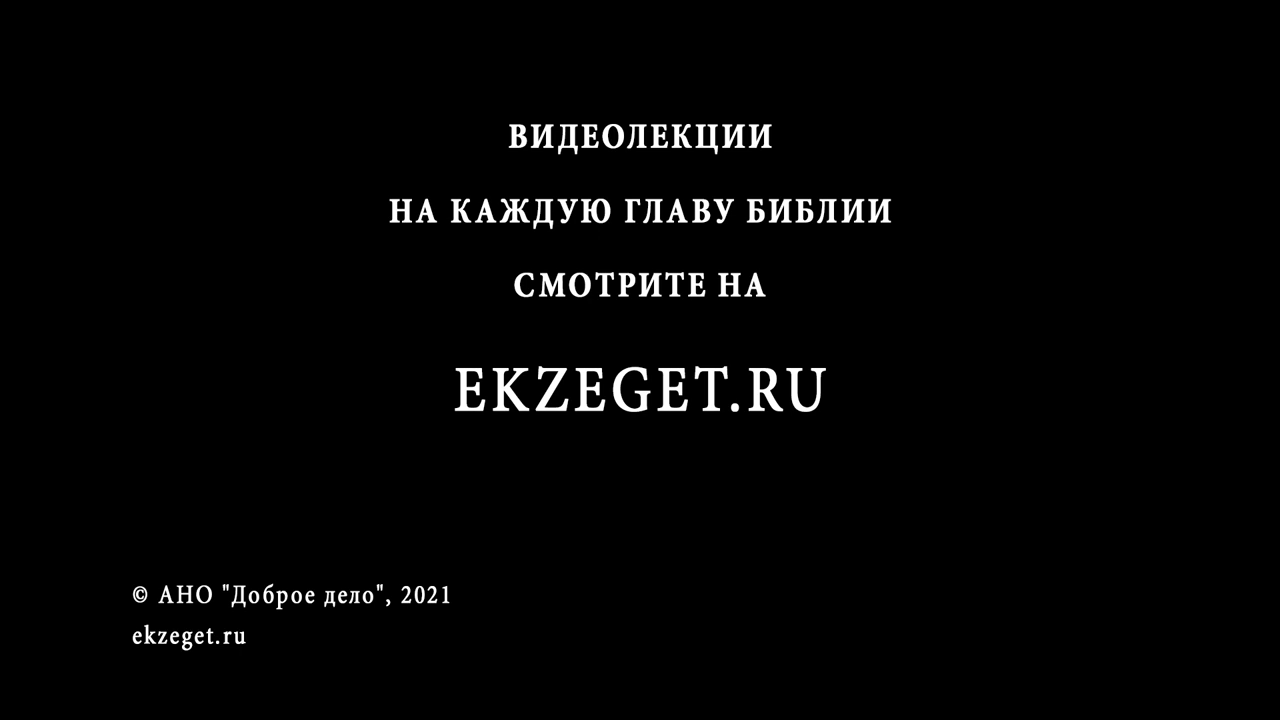 ВИДЕОЛЕКЦИИ
НА КАЖДУЮ ГЛАВУ БИБЛИИ
СМОТРИТЕ НА
EKZEGET.RU
© АНО "Доброе дело", 2021
ekzeget.ru